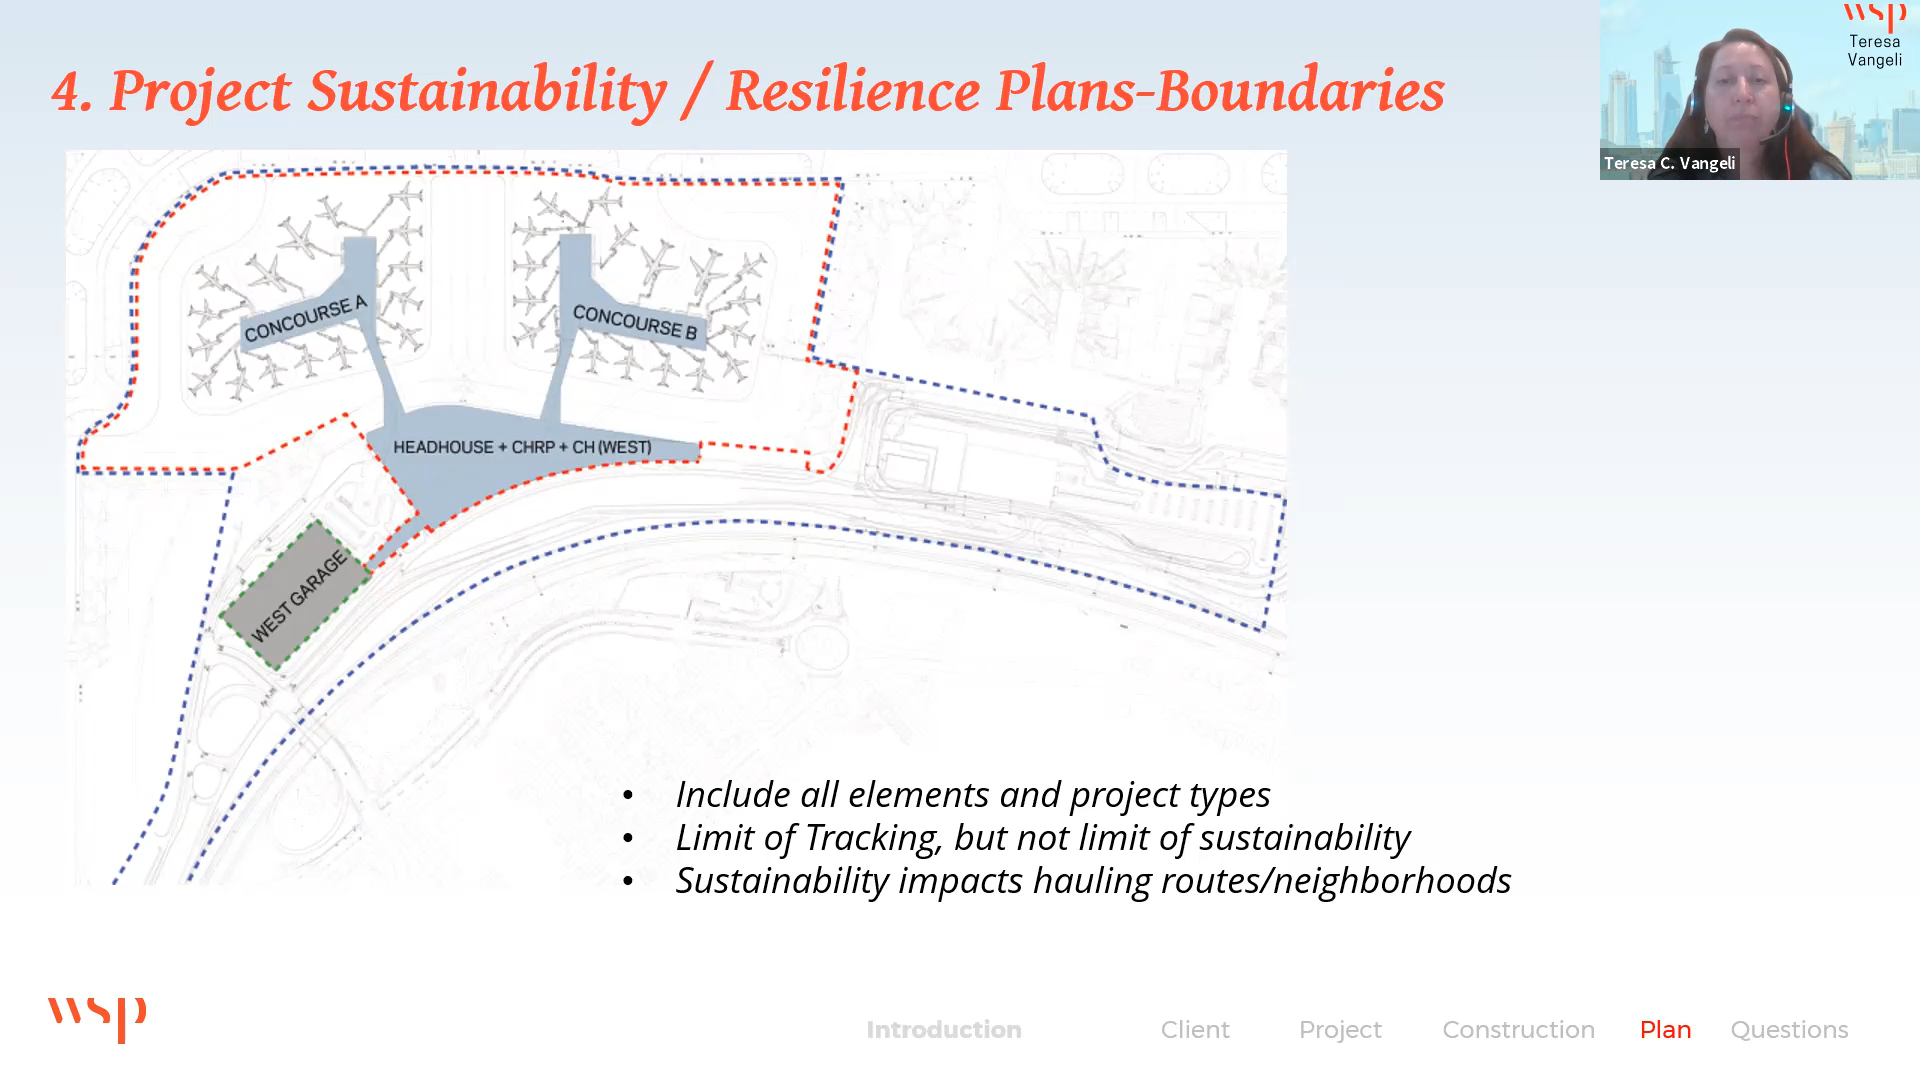 4. Project Sustainability / Resilience Plans-Boundaries
wsp
Teresa
Vangeli
Teresa C. Vangeli
CONCOURSE A
CONCOURSE B
HEADHOUSE + CHRP + CH (WEST)
WEST GARAGE
• Include all elements and project types
• Limit of Tracking, but not limit of sustainability
• Sustainability impacts hauling routes/neighborhoods
wsp
Introduction Client Project Construction Plan Questions